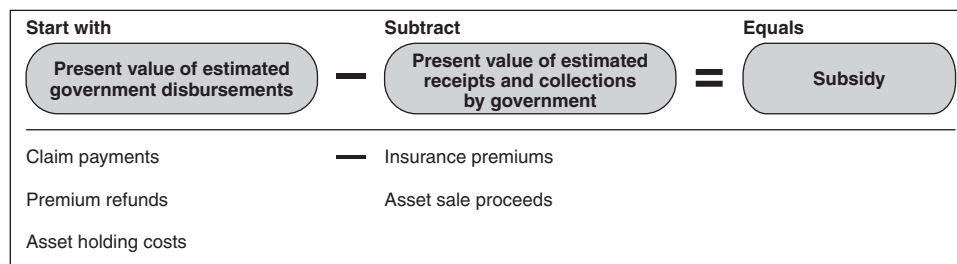 Start with
Subtract
Equals
Present value of estimated
government disbursements
Present value of estimated
receipts and collections
by government
Subsidy
Claim payments
Insurance premiums
Premium refunds
Asset sale proceeds
Asset holding costs